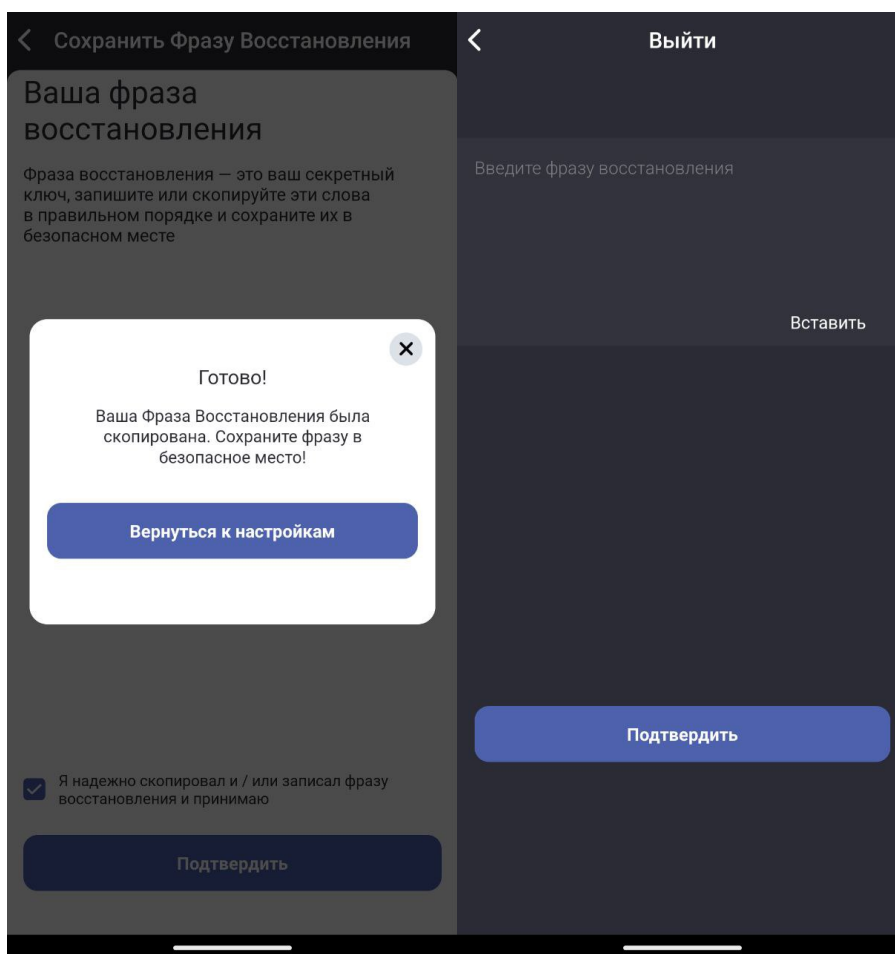 Сохранить Фразу Восстановления
Ваша фраза
восстановления
Фраза восстановления — это ваш секретный
ключ, запишите или скопируйте эти слова
в правильном порядке и сохраните их в
безопасном месте
Готово!
Ваша Фраза Восстановления была
скопирована. Сохраните фразу в
безопасное место!
Вернуться к настройкам
Я надежно скопировал и / или записал фразу
восстановления и принимаю
Подтвердить
Выйти
Введите фразу восстановления
Вставить
Подтвердить